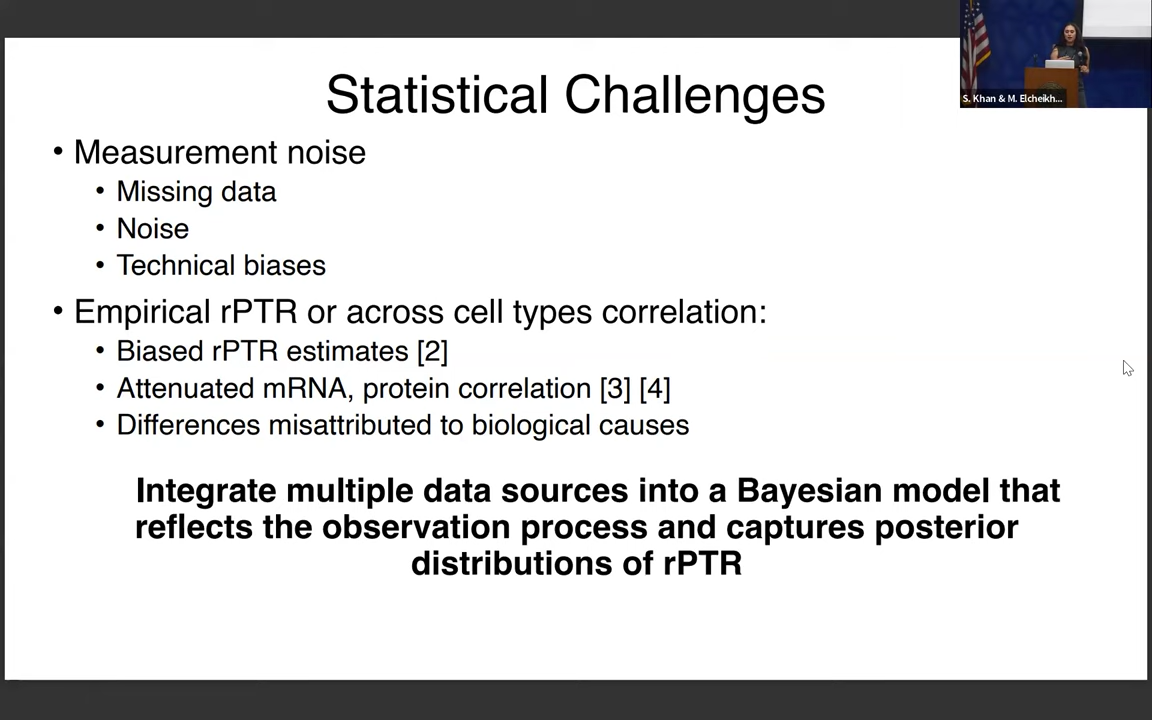 Statistical Challenges
• Measurement noise
• Missing data
• Noise
• Technical biases
• Empirical rPTR or across cell types correlation:
• Biased rPTR estimates [2]
• Attenuated mRNA, protein correlation [3] [4]
• Differences misattributed to biological causes
Integrate multiple data sources into a Bayesian model that
reflects the observation process and captures posterior
distributions of rPTR
S. Khan & M. Elcheikh...